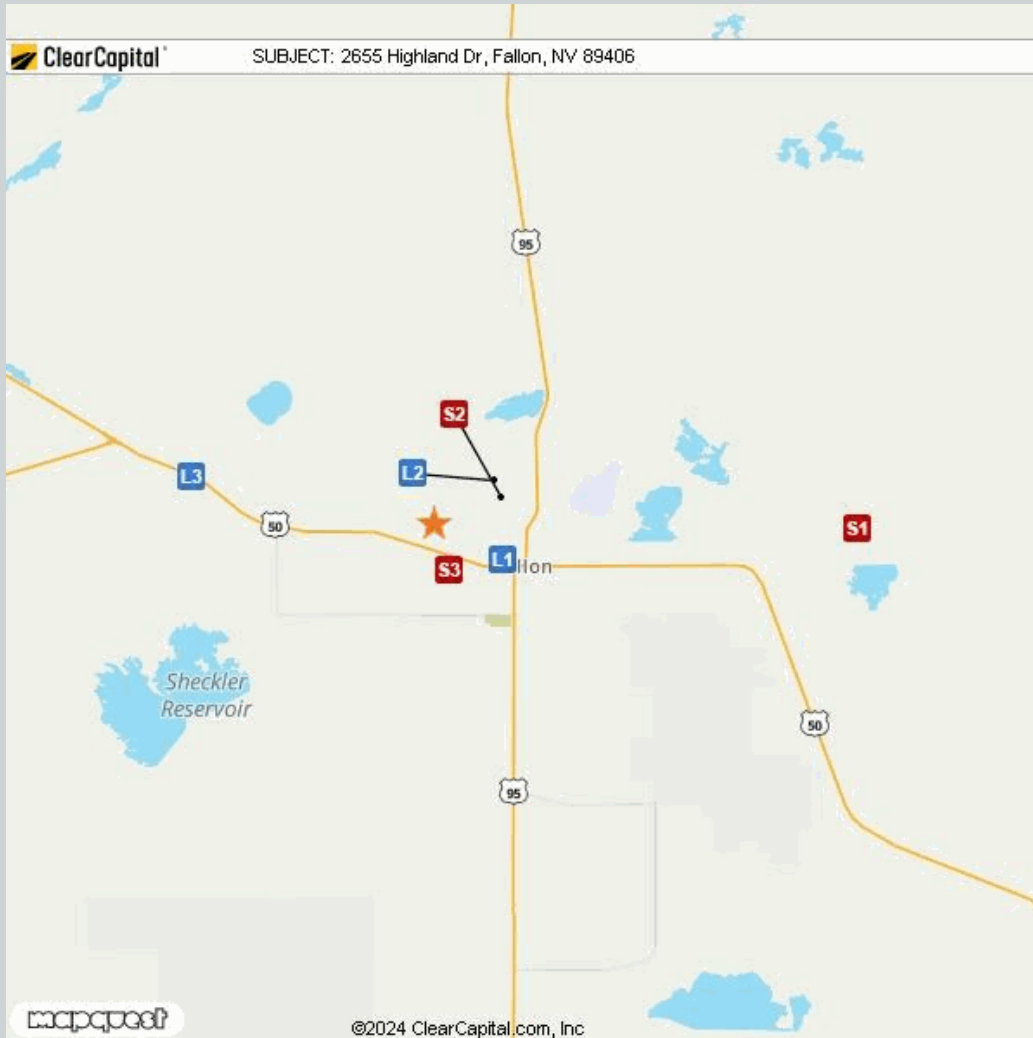 ClearCapital
SUBJECT: 2655 Highland Dr, Fallon, NV 89406
95
S2
L3
L2
50
S1
L1
llon
S3
Sheckler
Reservoir
50
95
mapquest
©2024 ClearCapital.com, Inc